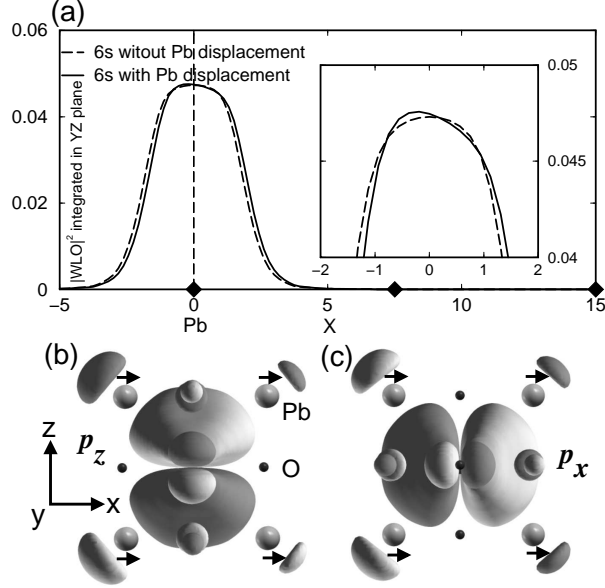 (a)
0.06
6s witout Pb displacement
6s with Pb displacement
0.04
0.02
0
|WLO|² integrated in YZ plane
0.05
0.047
0.04
−2 −1 0 1 2
−5 0 5 10 15
Pb X
(b) (c)
Pb
z p_z O p_x
y x